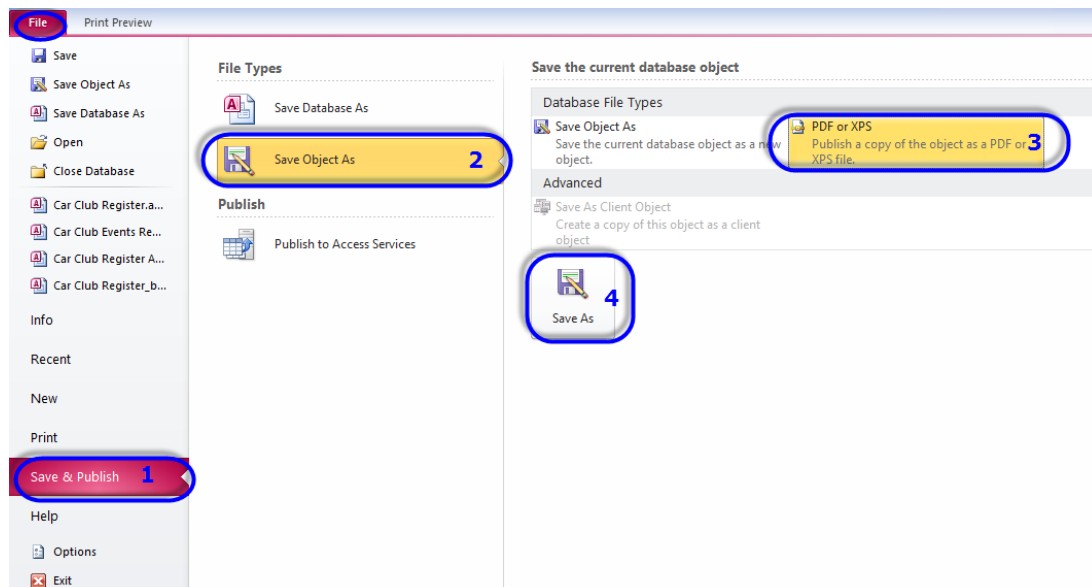 File
Print Preview
Save
Save Object As
Save Database As
Open
Close Database
Car Club Register.a...
Car Club Events Re...
Car Club Register A...
Car Club Register_b...
Info
Recent
New
Print
Save & Publish 1
Help
Options
Exit
File Types
Save Database As
Save Object As 2
Publish
Publish to Access Services
Save the current database object
Database File Types
Save Object As
Save the current database object as a new
object.
PDF or XPS
Publish a copy of the object as a PDF or
XPS file.
3
Advanced
Save As Client Object
Create a copy of this object as a client
object
4
Save As